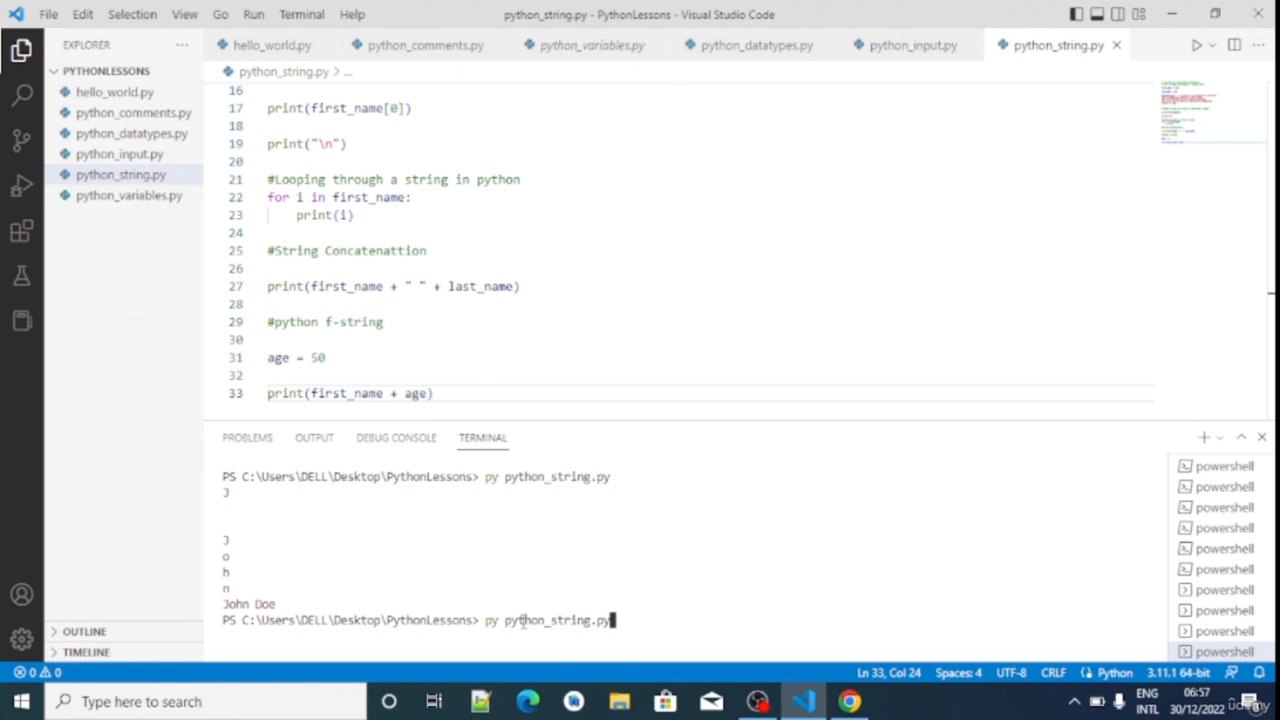 File Edit Selection View Go Run Terminal Help
python_string.py - PythonLessons - Visual Studio Code
EXPLORER
hello_world.py
python_comments.py
python_variables.py
python_datatypes.py
python_input.py
python_string.py
PYTHONLESSONS
python_string.py > ...
hello_world.py
python_comments.py
python_datatypes.py
python_input.py
python_string.py
python_variables.py
16
17 print(first_name[0])
18
19 print("\n")
20
21 #Looping through a string in python
22 for i in first_name:
23 print(i)
24
25 #String Concatenattion
26
27 print(first_name + " " + last_name)
28
29 #python f-string
30
31 age = 50
32
33 print(first_name + age)
PROBLEMS OUTPUT DEBUG CONSOLE TERMINAL
PS C:\Users\DELL\Desktop\PythonLessons> py python_string.py
J
J
o
h
n
John Doe
PS C:\Users\DELL\Desktop\PythonLessons> py python_string.py
powershell
powershell
powershell
powershell
powershell
powershell
powershell
powershell
powershell
powershell
OUTLINE
TIMELINE
0 0
Ln 33, Col 24 Spaces: 4 UTF-8 CRLF Python 3.11.1 64-bit
Type here to search
ENG
INTL
06:57
30/12/2022
udemy